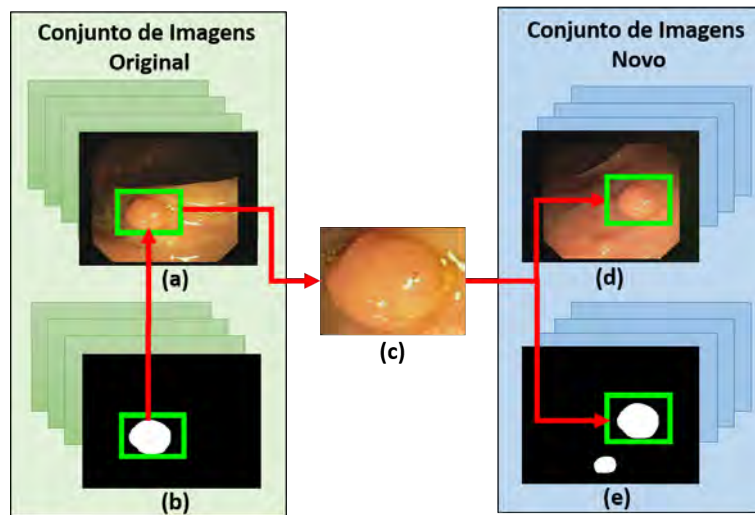 Conjunto de Imagens
Original
(a)
(b)
(c)
Conjunto de Imagens
Novo
(d)
(e)